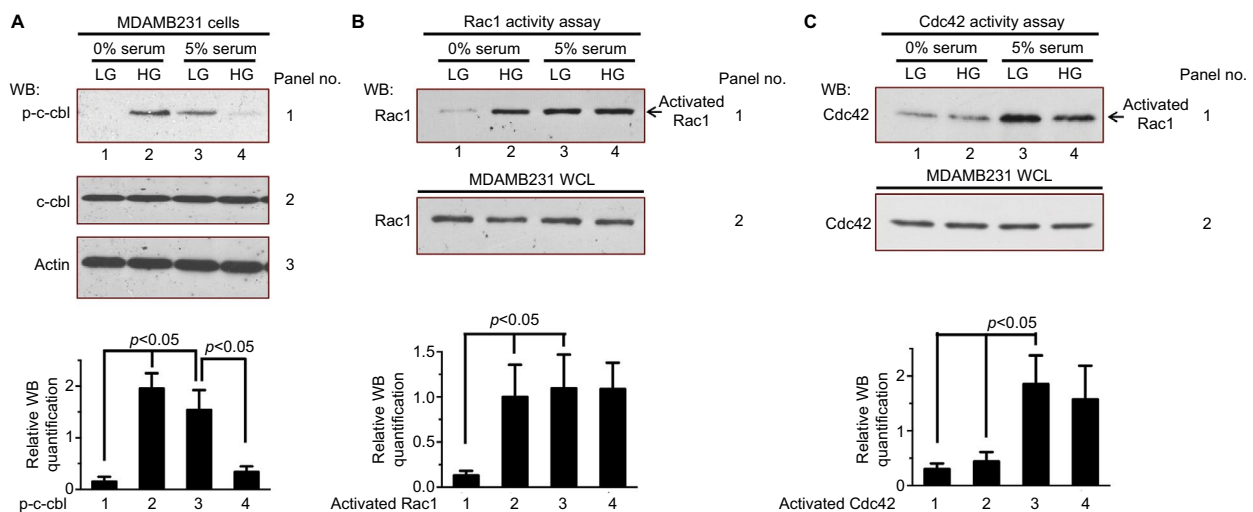 A
MDAMB231 cells
0% serum 5% serum
LG HG LG HG Panel no.
WB:
p-c-cbl 1
1 2 3 4
c-cbl 2
Actin 3
p<0.05
p<0.05
Relative WB
quantification
2
1
0
p-c-cbl 1 2 3 4
B
Rac1 activity assay
0% serum 5% serum
LG HG LG HG Panel no.
WB:
Rac1 Activated
Rac1 1
1 2 3 4
MDAMB231 WCL
Rac1 2
p<0.05
Relative WB
quantification
1.5
1.0
0.5
0.0
Activated Rac1 1 2 3 4
C
Cdc42 activity assay
0% serum 5% serum
LG HG LG HG Panel no.
WB:
Cdc42 Activated
Rac1 1
1 2 3 4
MDAMB231 WCL
Cdc42 2
p<0.05
Relative WB
quantification
2
1
0
Activated Cdc42 1 2 3 4